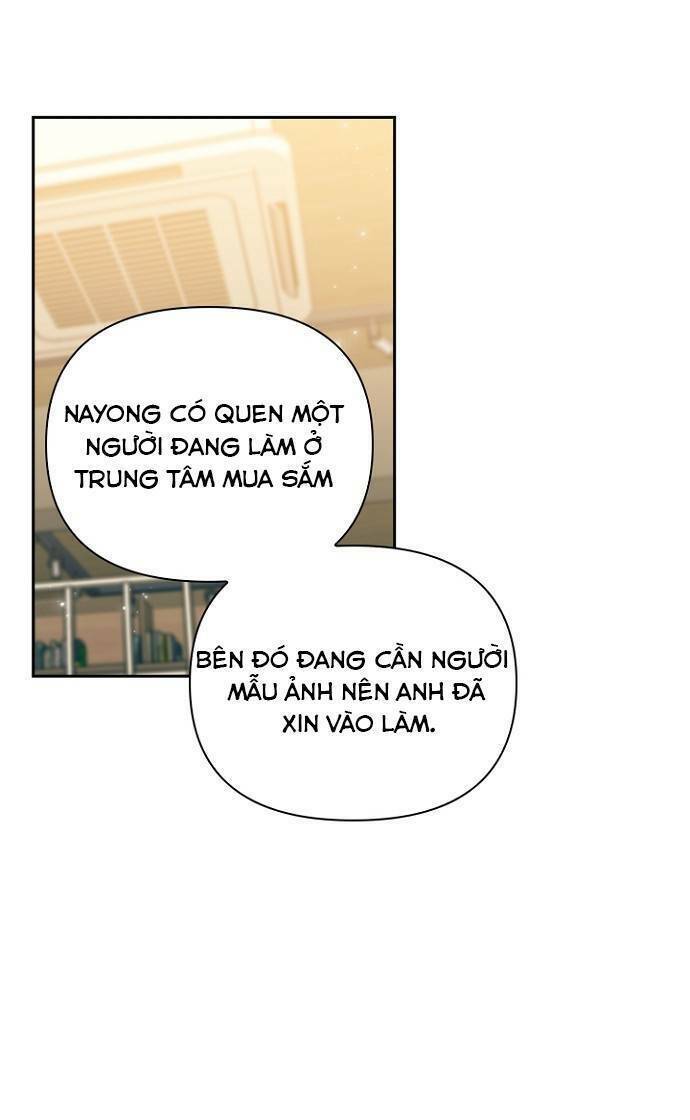 NAYONG CÓ QUEN MỘT
NGƯỜI ĐANG LÀM Ở
TRUNG TÂM MUA SẮM
BÊN ĐÓ ĐANG CẦN NGƯỜI
MẪU ẢNH NÊN ANH ĐÃ
XIN VÀO LÀM.